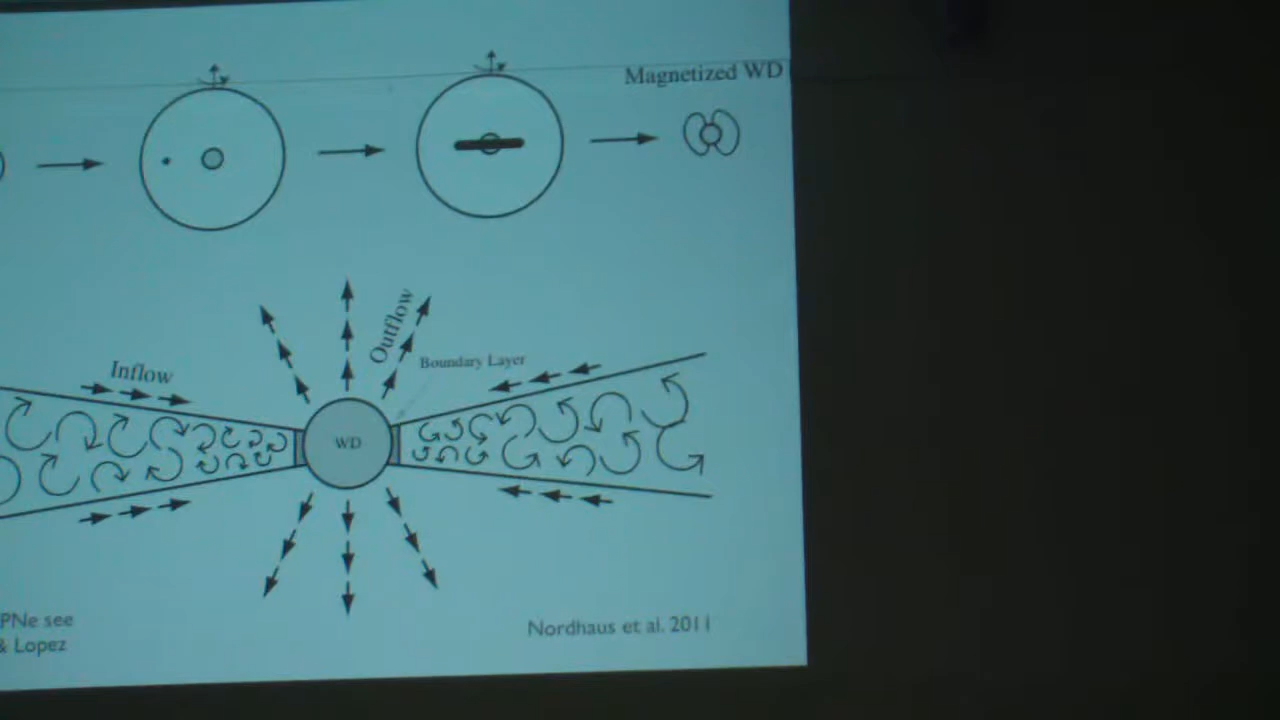 Magnetized WD
Outflow
Boundary Layer
Inflow
WD
PNe see
& Lopez
Nordhaus et al. 2011